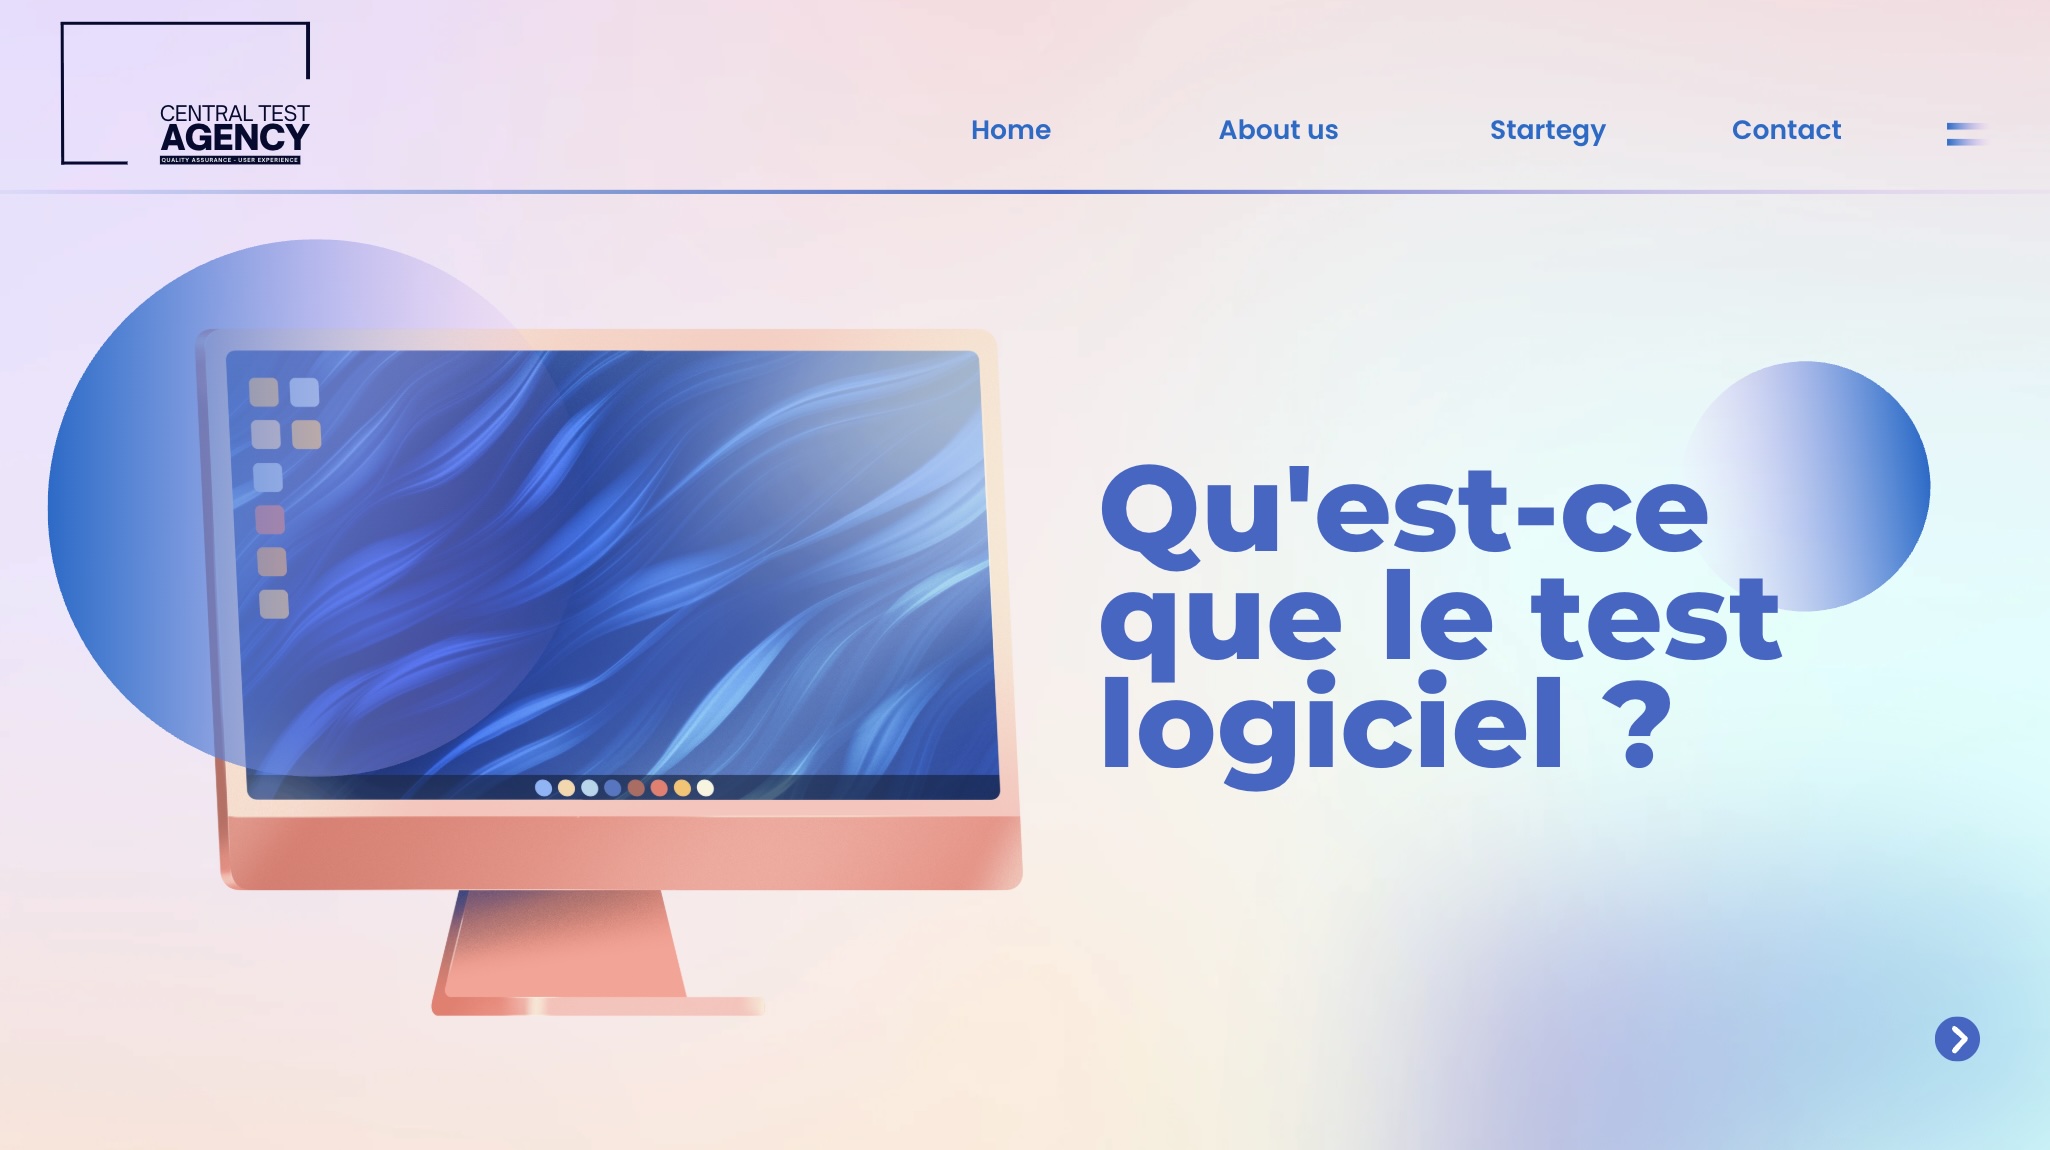 CENTRAL TEST
AGENCY
QUALITY ASSURANCE - USER EXPERIENCE
Home
About us
Startegy
Contact
Qu'est-ce
que le test
logiciel ?